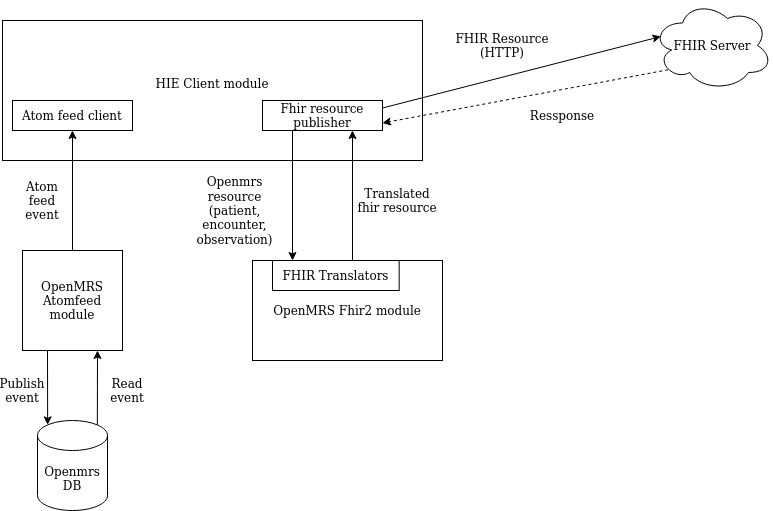 FHIR Resource
(HTTP)
FHIR Server
HIE Client module
Atom feed client
Fhir resource
publisher
Ressponse
Atom
feed
event
Openmrs
resource
(patient,
encounter,
observation)
Translated
fhir resource
OpenMRS
Atomfeed
module
FHIR Translators
OpenMRS Fhir2 module
Publish
event
Read
event
Openmrs
DB